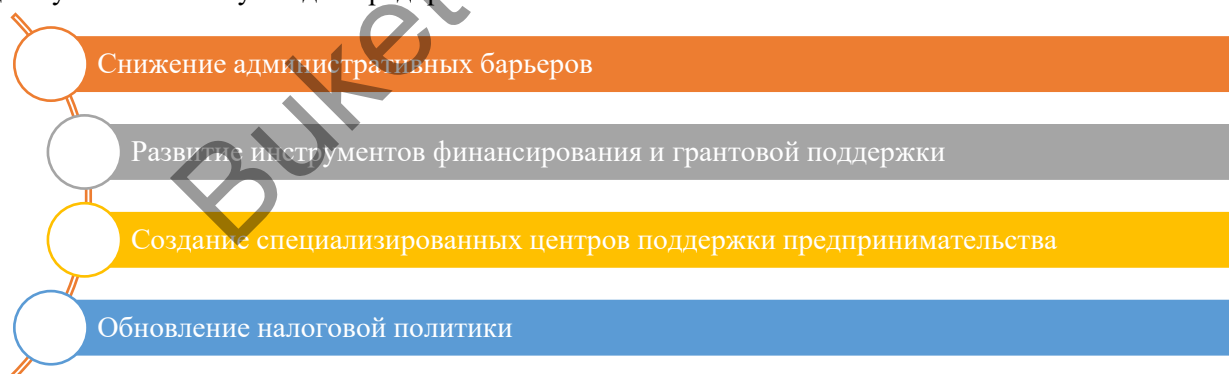 Снижение административных барьеров
Развитие инструментов финансирования и грантовой поддержки
Создание специализированных центров поддержки предпринимательства
Обновление налоговой политики